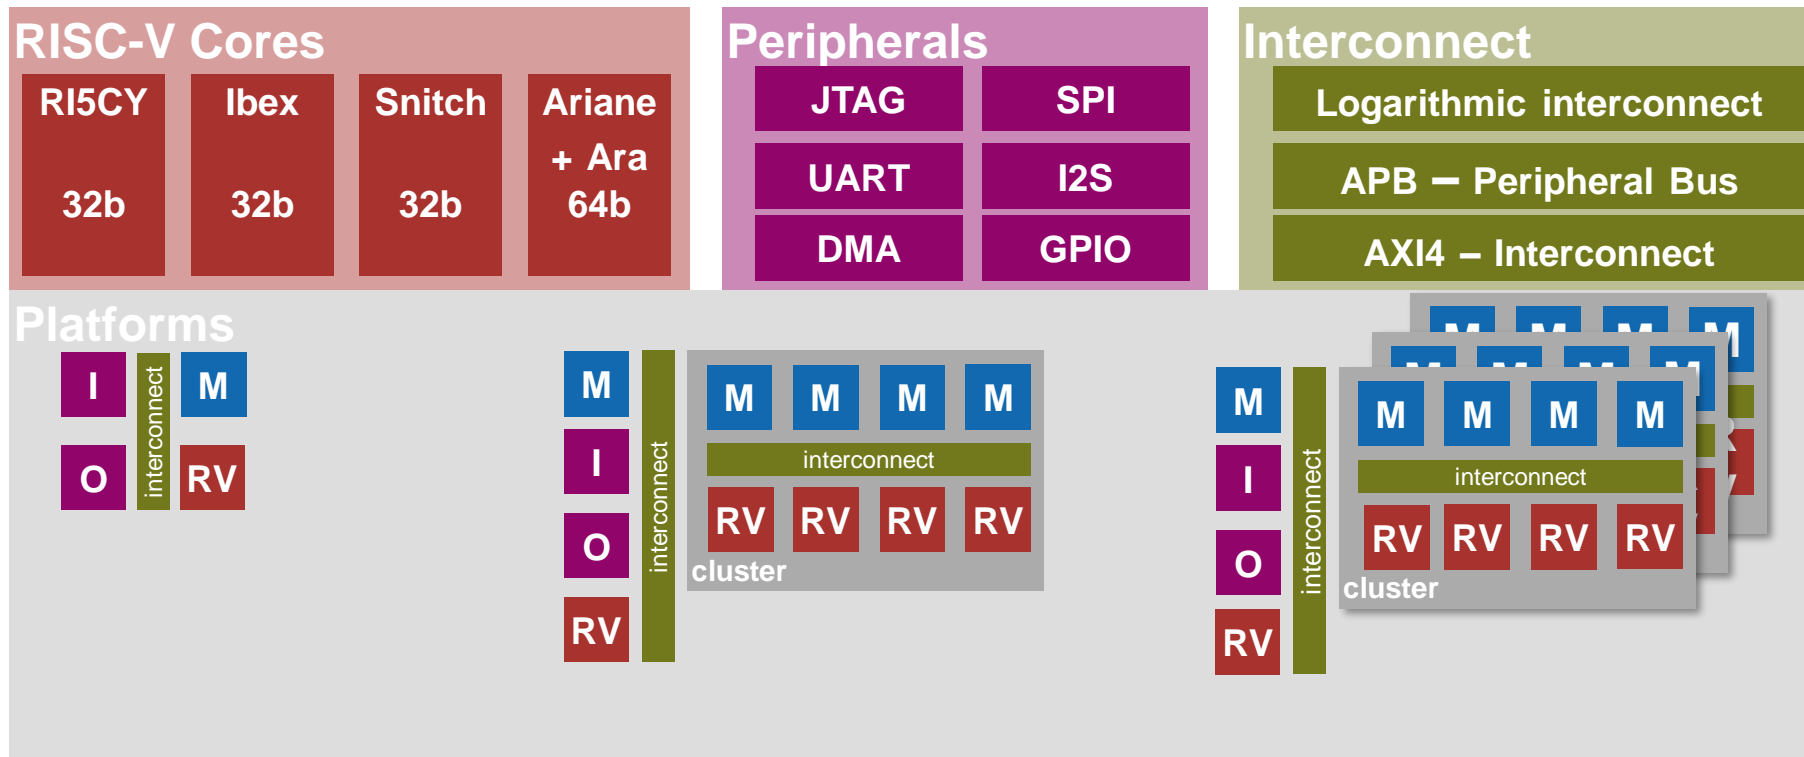 RISC-V Cores
RI5CY
32b
Ibex
32b
Snitch
32b
Ariane
+ Ara
64b
Peripherals
JTAG
SPI
UART
I2S
DMA
GPIO
Interconnect
Logarithmic interconnect
APB – Peripheral Bus
AXI4 – Interconnect
Platforms
I
O
interconnect
M
RV
M
I
O
RV
interconnect
M M M M
interconnect
RV RV RV RV
cluster
M
I
O
RV
interconnect
M M M M
M M M M
M M M M
interconnect
RV RV RV RV
cluster